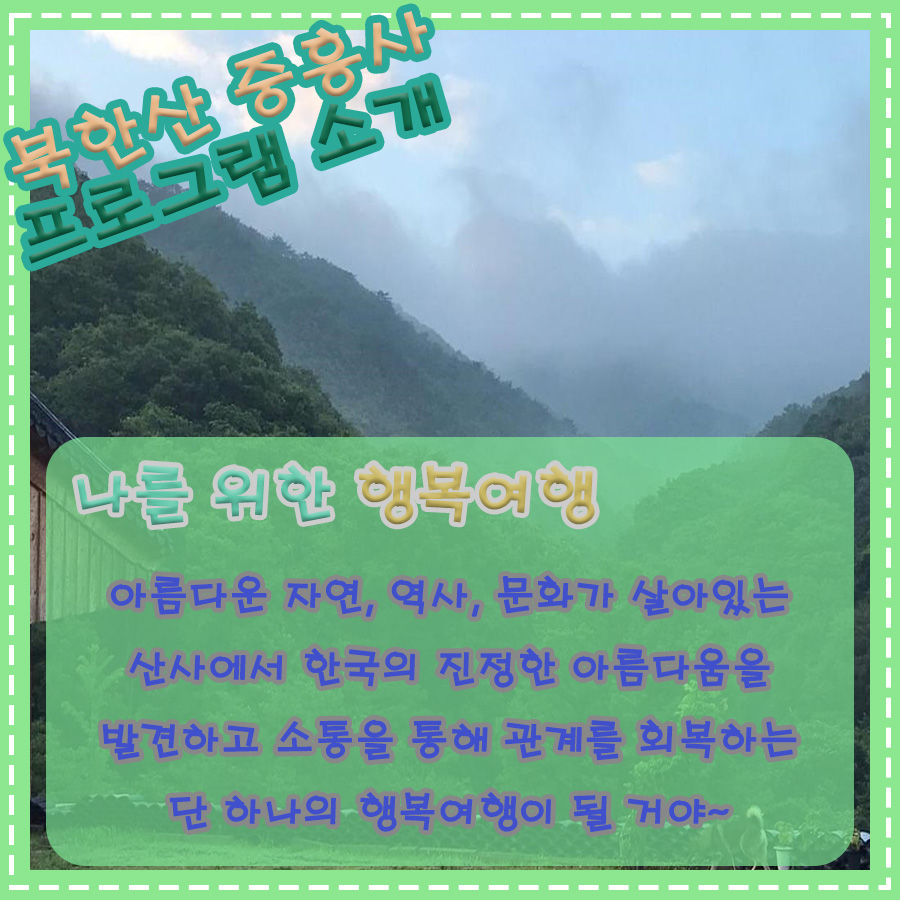 북한산 중흥사
프로그램 소개
나를 위한 행복여행
아름다운 자연, 역사, 문화가 살아있는
산사에서 한국의 진정한 아름다움을
발견하고 소통을 통해 관계를 회복하는
단 하나의 행복여행이 될 거야~